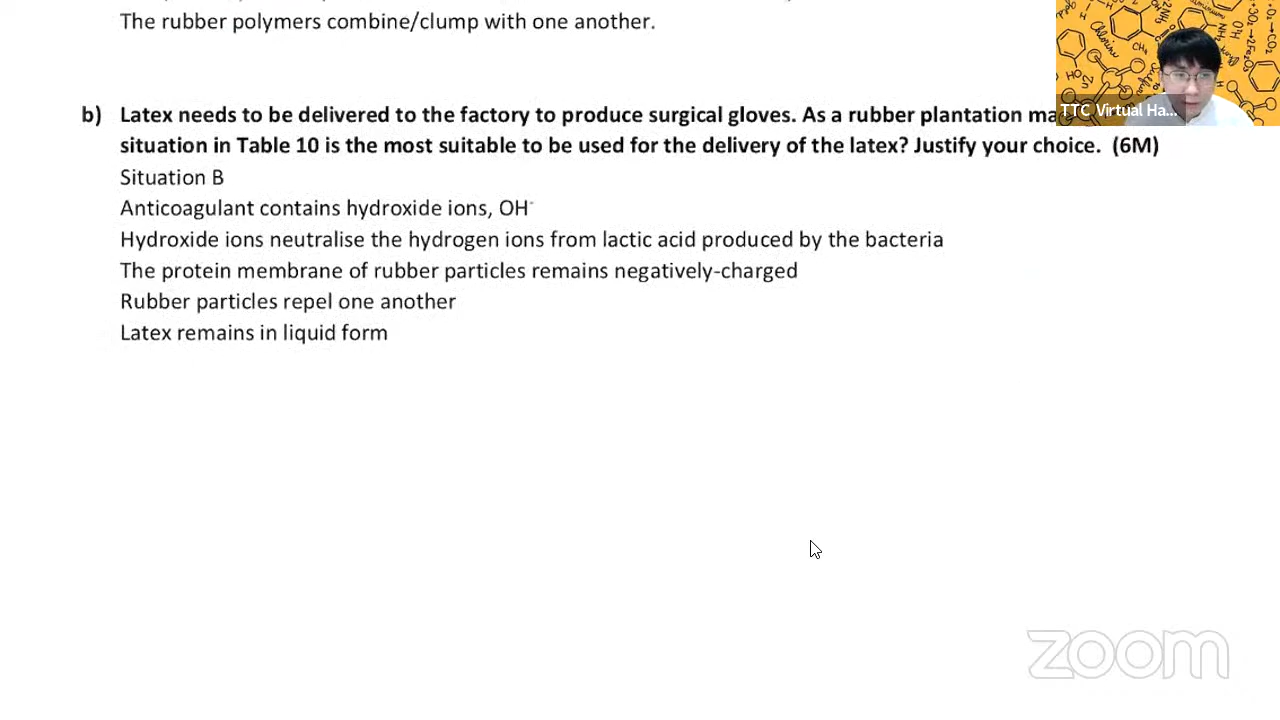 The rubber polymers combine/clump with one another.
b) Latex needs to be delivered to the factory to produce surgical gloves. As a rubber plantation ma
situation in Table 10 is the most suitable to be used for the delivery of the latex? Justify your choice. (6M)
Situation B
Anticoagulant contains hydroxide ions, OH⁻
Hydroxide ions neutralise the hydrogen ions from lactic acid produced by the bacteria
The protein membrane of rubber particles remains negatively-charged
Rubber particles repel one another
Latex remains in liquid form
TTC Virtual Ha...
zoom